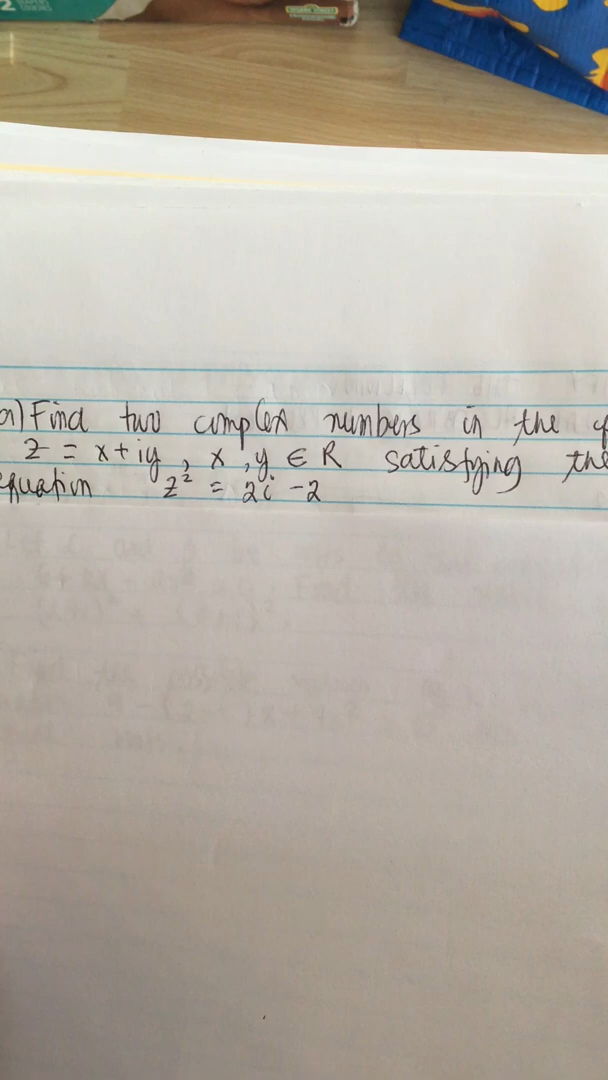 a) Find two complex numbers in the
z = x + iy, x, y ∈ R satisfying the
equation z² = 2i - 2